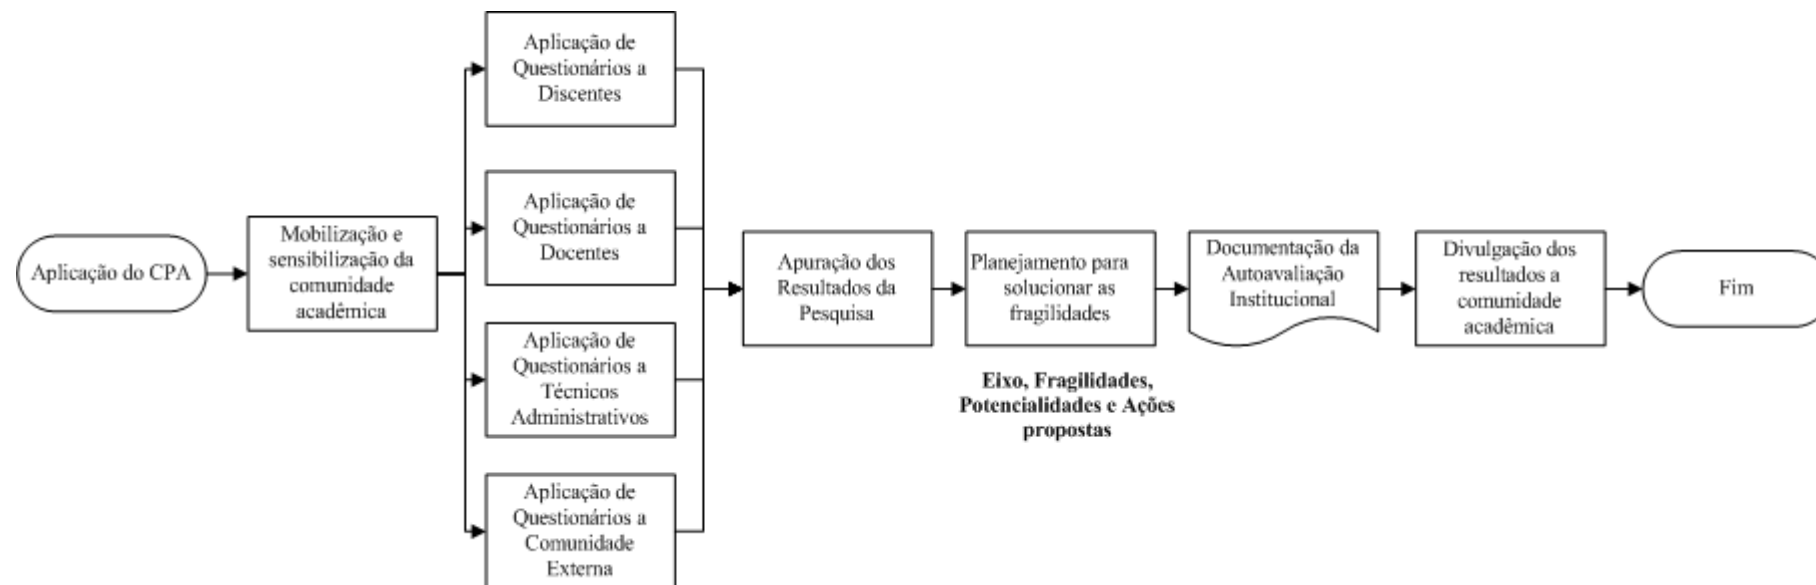 Aplicação do CPA
Mobilização e
sensibilização da
comunidade
acadêmica
Aplicação de
Questionários a
Discentes
Aplicação de
Questionários a
Docentes
Aplicação de
Questionários a
Técnicos
Administrativos
Aplicação de
Questionários a
Comunidade
Externa
Apuração dos
Resultados da
Pesquisa
Planejamento para
solucionar as
fragilidades
Eixo, Fragilidades,
Potencialidades e Ações
propostas
Documentação da
Autoavaliação
Institucional
Divulgação dos
resultados a
comunidade
acadêmica
Fim